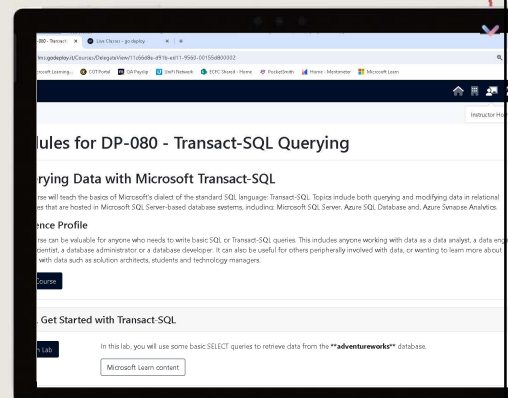 -080 - Transact- × Live Classes - go deploy × +
lms.godeploy.it/Courses/DelegateView/11c66d8e-d91b-ed11-9560-00155d800002
crosoft Learning... COT Portal QA Payslip UniFi Network ECEC Shared - Home PocketSmith Home - Mentimeter Microsoft Learn
Instructor Ho
lules for DP-080 - Transact-SQL Querying
rying Data with Microsoft Transact-SQL
rse will teach the basics of Microsoft's dialect of the standard SQL language: Transact-SQL. Topics include both querying and modifying data in relational
es that are hosted in Microsoft SQL Server-based database systems, including: Microsoft SQL Server, Azure SQL Database and, Azure Synapse Analytics.
ence Profile
rse can be valuable for anyone who needs to write basic SQL or Transact-SQL queries. This includes anyone working with data as a data analyst, a data eng
cientist, a database administrator or a database developer. It can also be useful for others peripherally involved with data, or wanting to learn more about
with data such as solution architects, students and technology managers.
Course
. Get Started with Transact-SQL
h Lab
In this lab, you will use some basic SELECT queries to retrieve data from the **adventureworks** database.
Microsoft Learn content